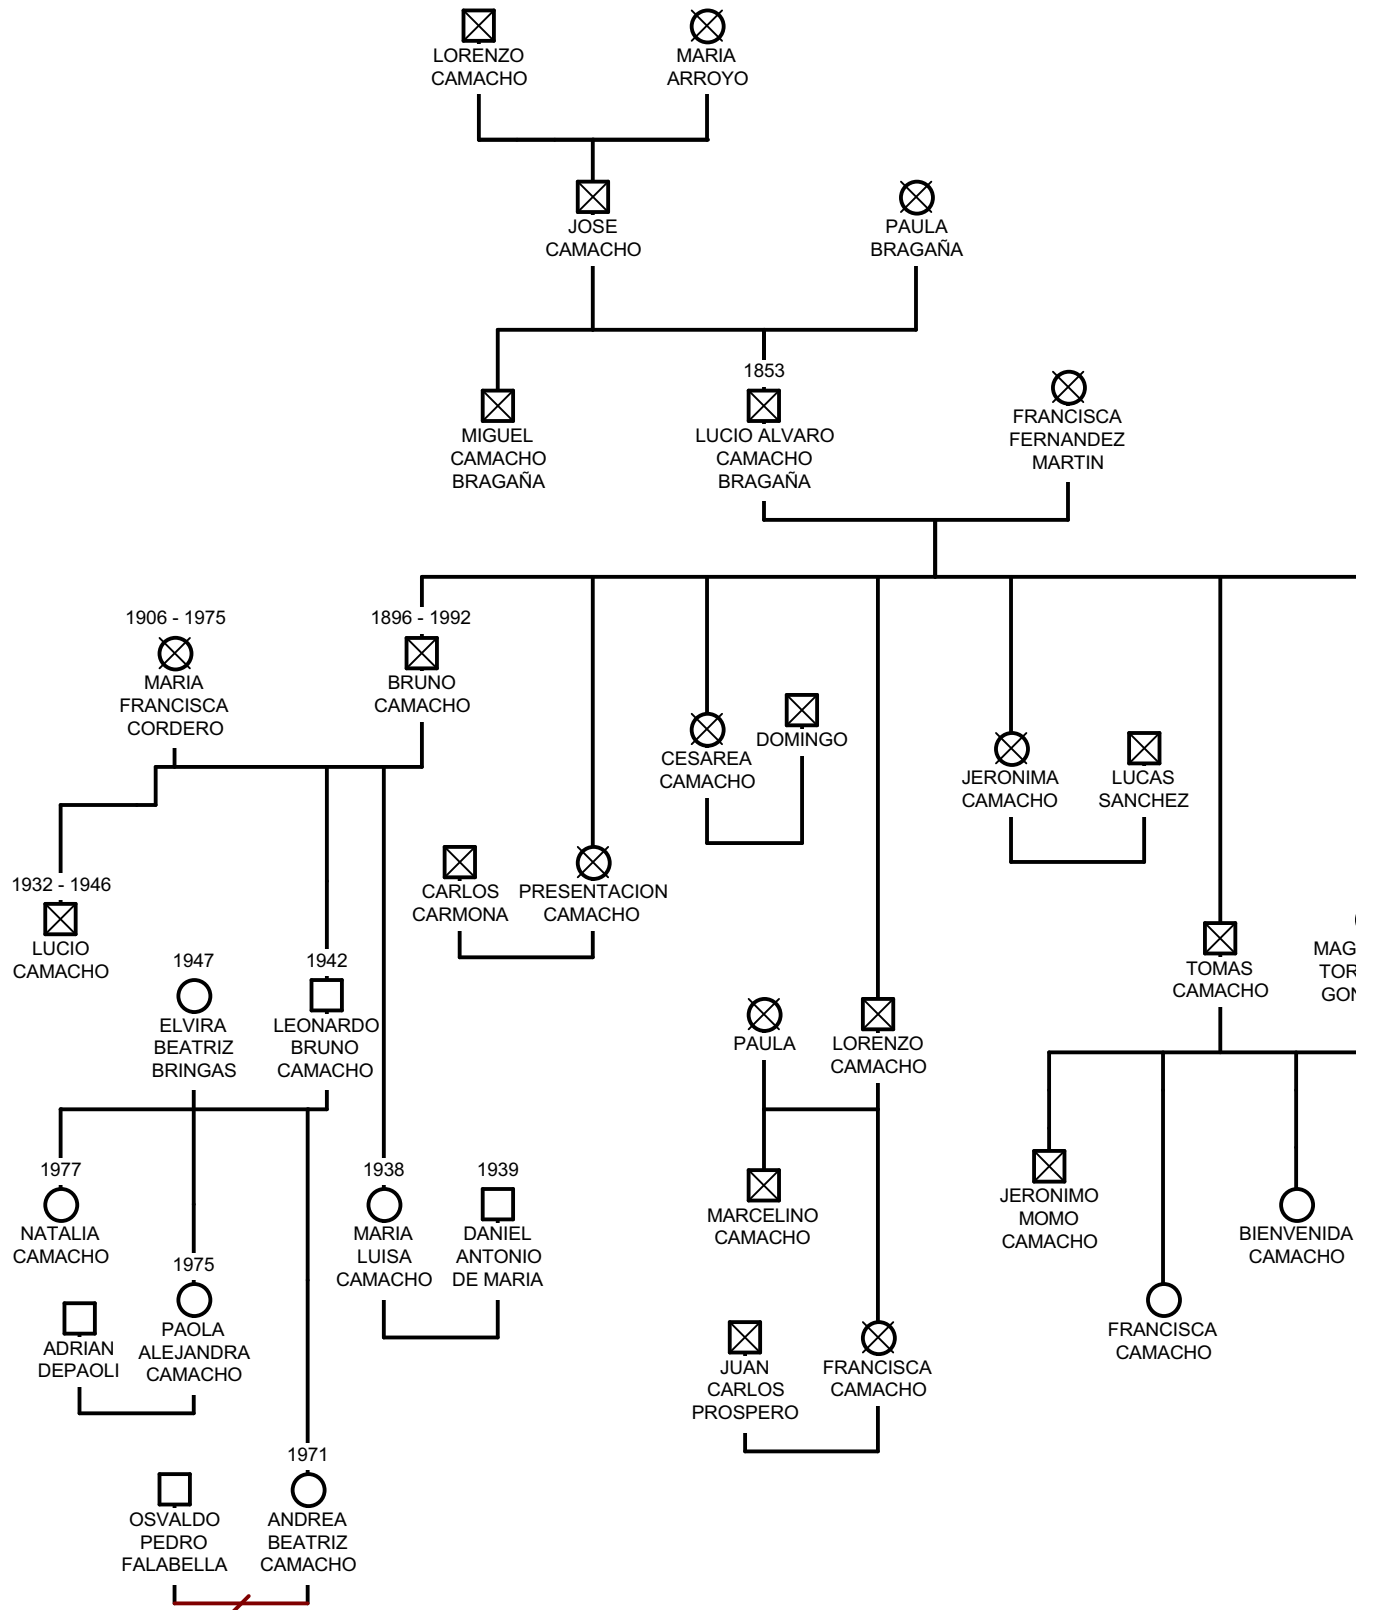 LORENZO
CAMACHO
MARIA
ARROYO
JOSE
CAMACHO
PAULA
BRAGAÑA
MIGUEL
CAMACHO
BRAGAÑA
1853
LUCIO ALVARO
CAMACHO
BRAGAÑA
FRANCISCA
FERNANDEZ
MARTIN
1906 - 1975
MARIA
FRANCISCA
CORDERO
1896 - 1992
BRUNO
CAMACHO
CESAREA
CAMACHO
DOMINGO
JERONIMA
CAMACHO
LUCAS
SANCHEZ
CARLOS
CARMONA
PRESENTACION
CAMACHO
1932 - 1946
LUCIO
CAMACHO
1947
ELVIRA
BEATRIZ
BRINGAS
1942
LEONARDO
BRUNO
CAMACHO
TOMAS
CAMACHO
MAG
TOR
GON
PAULA
LORENZO
CAMACHO
1977
NATALIA
CAMACHO
1938
MARIA
LUISA
CAMACHO
1939
DANIEL
ANTONIO
DE MARIA
MARCELINO
CAMACHO
JERONIMO
MOMO
CAMACHO
BIENVENIDA
CAMACHO
ADRIAN
DEPAOLI
1975
PAOLA
ALEJANDRA
CAMACHO
FRANCISCA
CAMACHO
JUAN
CARLOS
PROSPERO
FRANCISCA
CAMACHO
OSVALDO
PEDRO
FALABELLA
1971
ANDREA
BEATRIZ
CAMACHO